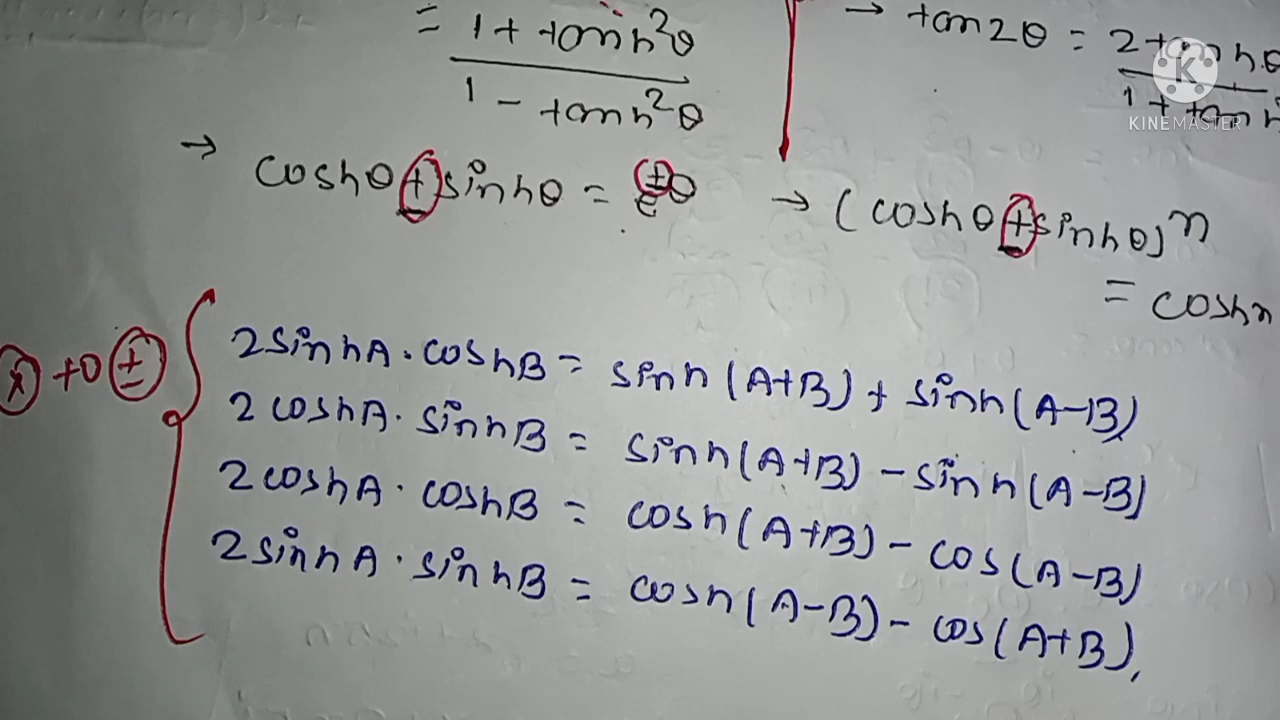 = 1 + tanh²θ
1 - tanh²θ
→ tan2θ = 2tanhθ
1 + tanh
KINEMASTER
→ coshθ ± sinhθ = e^±θ
→ (coshθ ± sinhθ)ⁿ
= coshn
(x) to (±)
2sinhA·coshB = sinh(A+B) + sinh(A-B)
2coshA·sinhB = sinh(A+B) - sinh(A-B)
2coshA·coshB = cosh(A+B) - cos(A-B)
2sinhA·sinhB = cosh(A-B) - cos(A+B),